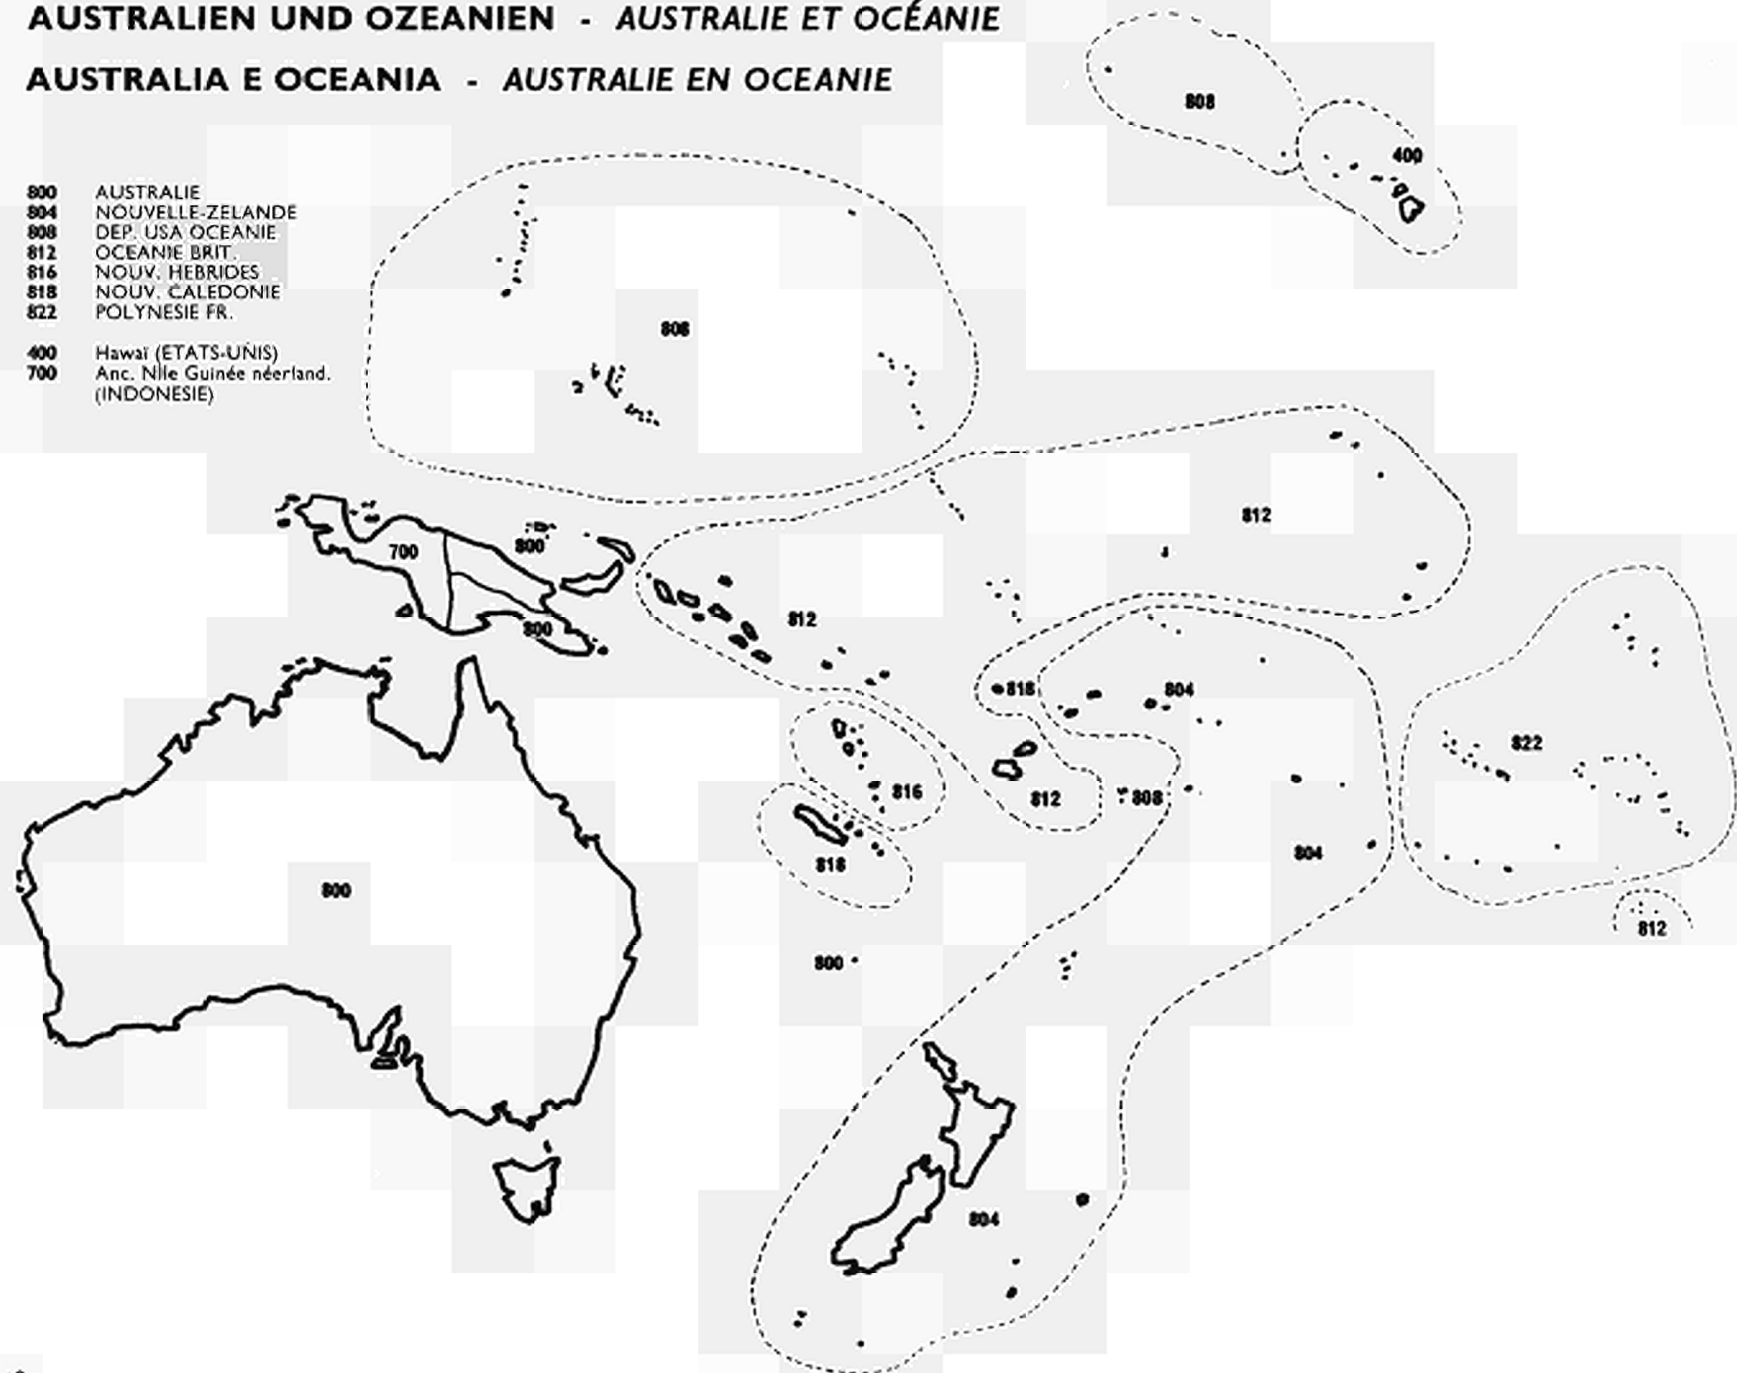 AUSTRALIEN UND OZEANIEN - AUSTRALIE ET OCÉANIE
AUSTRALIA E OCEANIA - AUSTRALIE EN OCEANIE
800 AUSTRALIE
804 NOUVELLE-ZELANDE
808 DEP. USA OCEANIE
812 OCEANIE BRIT.
816 NOUV. HEBRIDES
818 NOUV. CALEDONIE
822 POLYNESIE FR.
400 Hawaï (ETATS-UNIS)
700 Anc. Nlle Guinée néerland.
(INDONESIE)
808
400
808
812
700
800
812
800
818
804
822
816
812
808
818
804
800
812
800
804